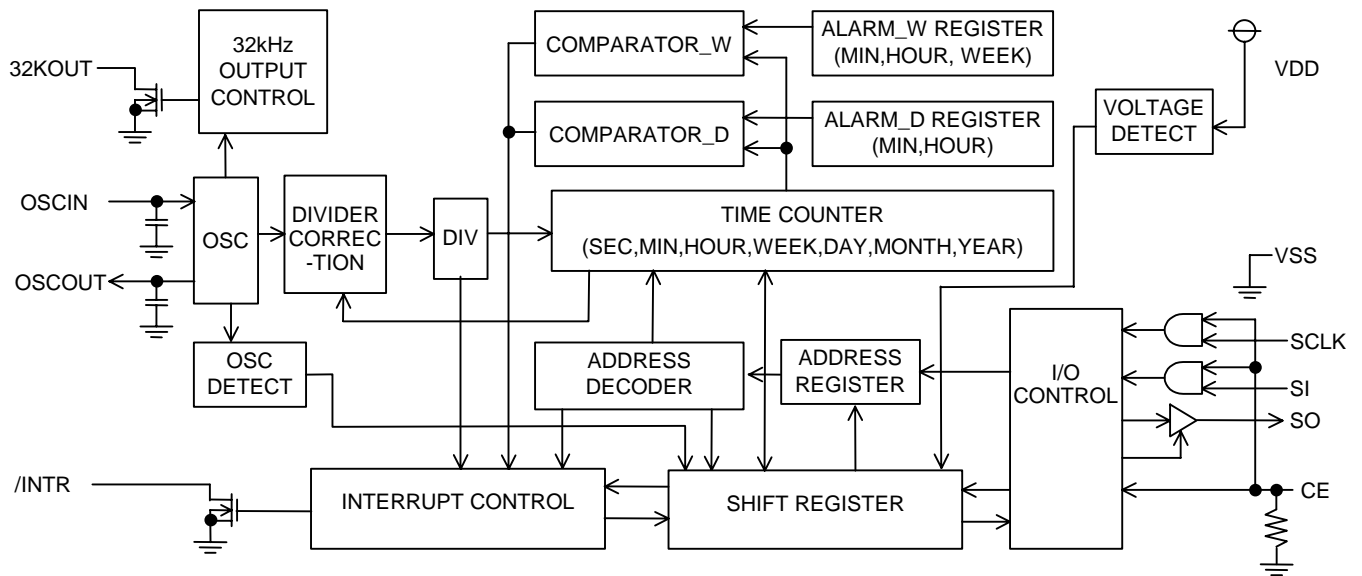 32KOUT
32kHz
OUTPUT
CONTROL
COMPARATOR_W
ALARM_W REGISTER
(MIN,HOUR, WEEK)
VDD
COMPARATOR_D
ALARM_D REGISTER
(MIN,HOUR)
VOLTAGE
DETECT
OSCIN
OSCOUT
OSC
DIVIDER
CORREC
-TION
DIV
TIME COUNTER
(SEC,MIN,HOUR,WEEK,DAY,MONTH,YEAR)
VSS
OSC
DETECT
ADDRESS
DECODER
ADDRESS
REGISTER
I/O
CONTROL
SCLK
SI
SO
CE
/INTR
INTERRUPT CONTROL
SHIFT REGISTER